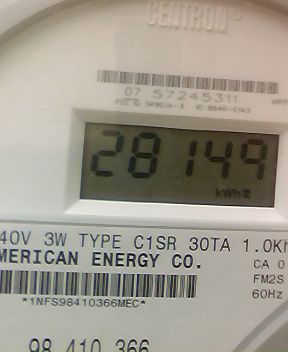 CENTRON®
07 57245311
28149
kWh
40V 3W TYPE C1SR 30TA 1.0Kh
MERICAN ENERGY CO.
CA 0
FM2S
60Hz
*1NFS98410366MEC*
98 410 366